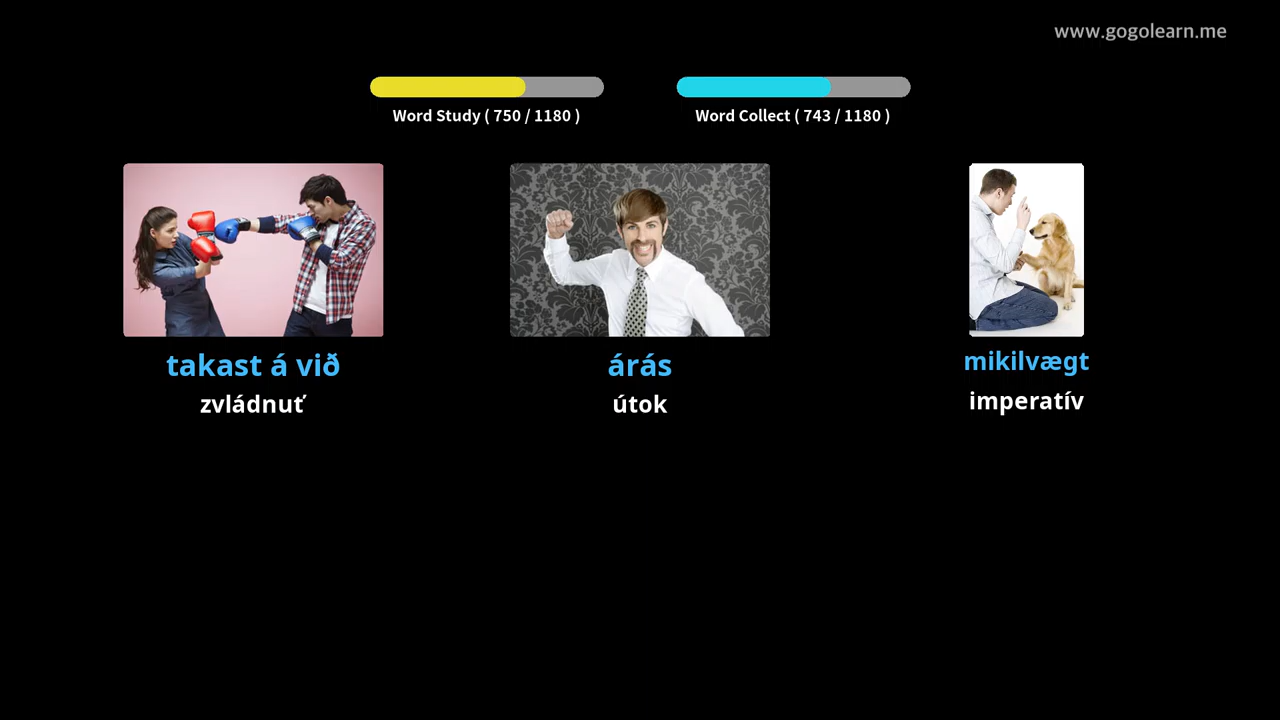 www.gogolearn.me
Word Study ( 750 / 1180 )
Word Collect ( 743 / 1180 )
takast á við
zvládnuť
árás
útok
mikilvægt
imperatív